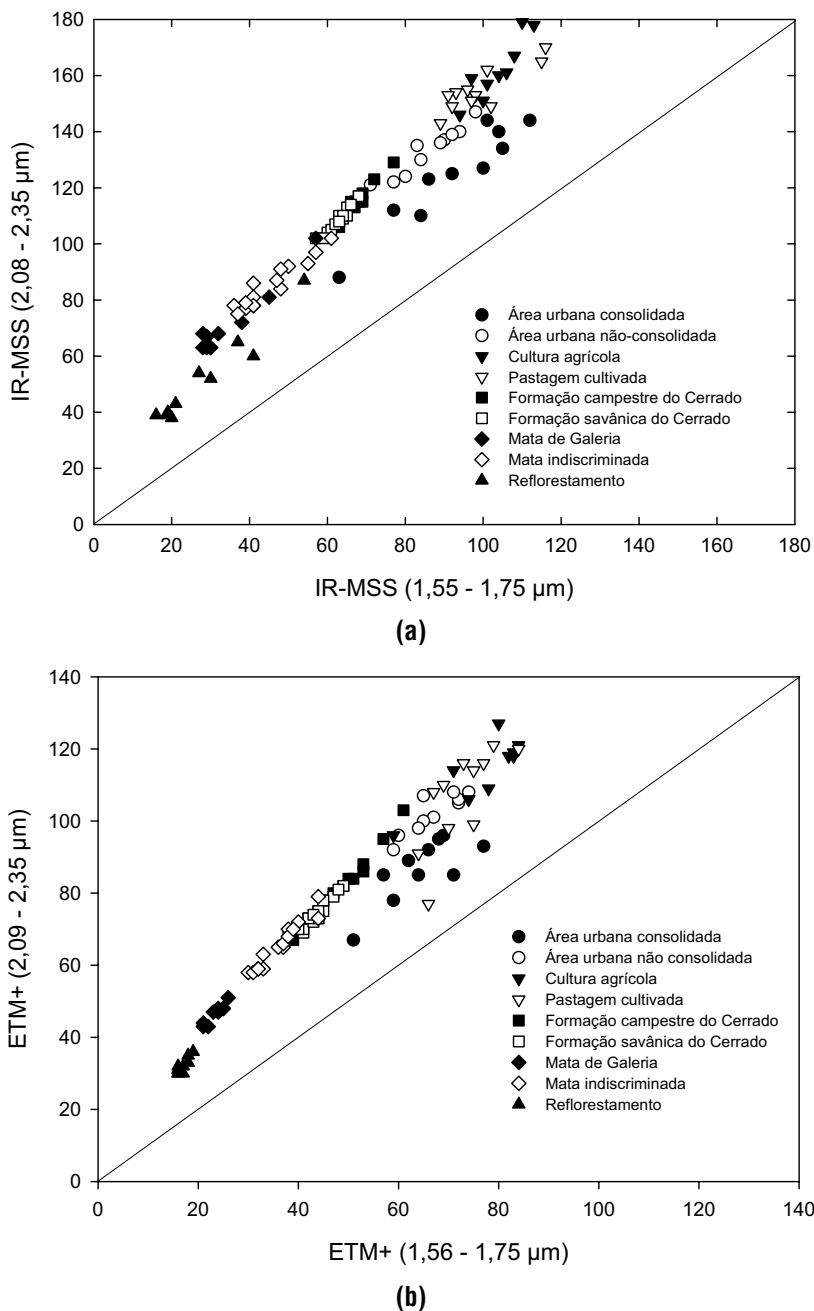 180
160
140
120
100
80
60
40
20
0
IR-MSS (2,08 - 2,35 µm)
Área urbana consolidada
Área urbana não-consolidada
Cultura agrícola
Pastagem cultivada
Formação campestre do Cerrado
Formação savânica do Cerrado
Mata de Galeria
Mata indiscriminada
Reflorestamento
0 20 40 60 80 100 120 140 160 180
IR-MSS (1,55 - 1,75 µm)
(a)
140
120
100
80
60
40
20
0
ETM+ (2,09 - 2,35 µm)
Área urbana consolidada
Área urbana não consolidada
Cultura agrícola
Pastagem cultivada
Formação campestre do Cerrado
Formação savânica do Cerrado
Mata de Galeria
Mata indiscriminada
Reflorestamento
0 20 40 60 80 100 120 140
ETM+ (1,56 - 1,75 µm)
(b)